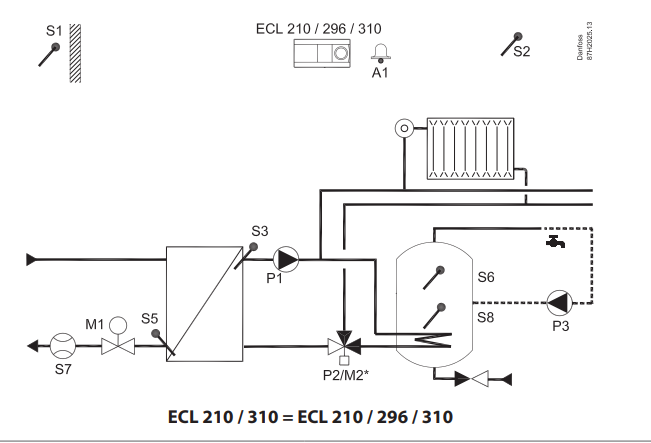 S1
ECL 210 / 296 / 310
A1
S2
Danfoss
87H2025.13
S3
P1
S6
S8
P3
M1
S5
S7
P2/M2*
ECL 210 / 310 = ECL 210 / 296 / 310